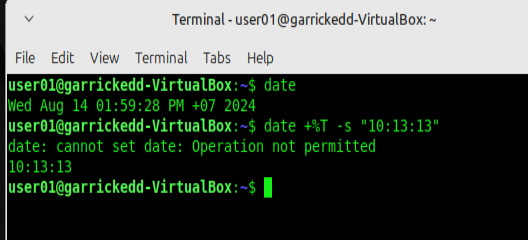 Terminal - user01@garrickedd-VirtualBox: ~
File Edit View Terminal Tabs Help
user01@garrickedd-VirtualBox:~$ date
Wed Aug 14 01:59:28 PM +07 2024
user01@garrickedd-VirtualBox:~$ date +%T -s "10:13:13"
date: cannot set date: Operation not permitted
10:13:13
user01@garrickedd-VirtualBox:~$